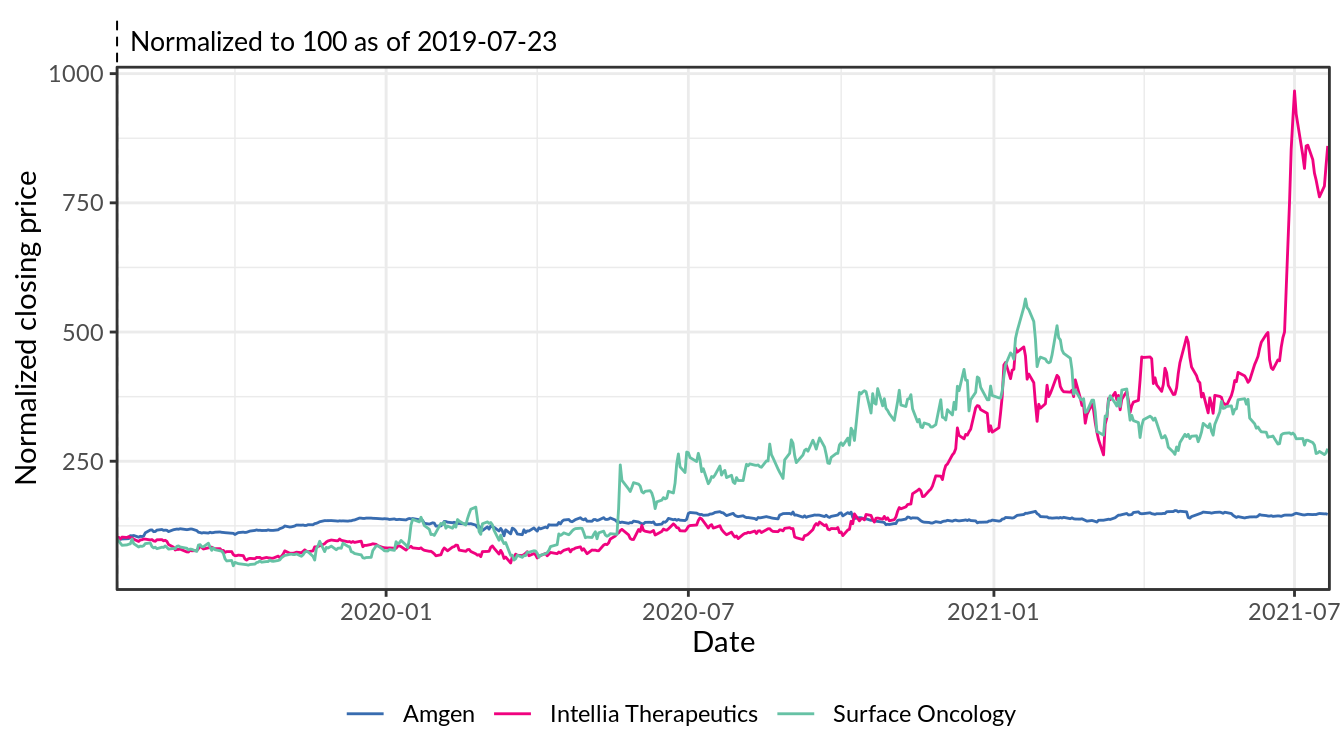 Normalized to 100 as of 2019-07-23
Normalized closing price
1000
750
500
250
2020-01 2020-07 2021-01 2021-07
Date
Amgen Intellia Therapeutics Surface Oncology